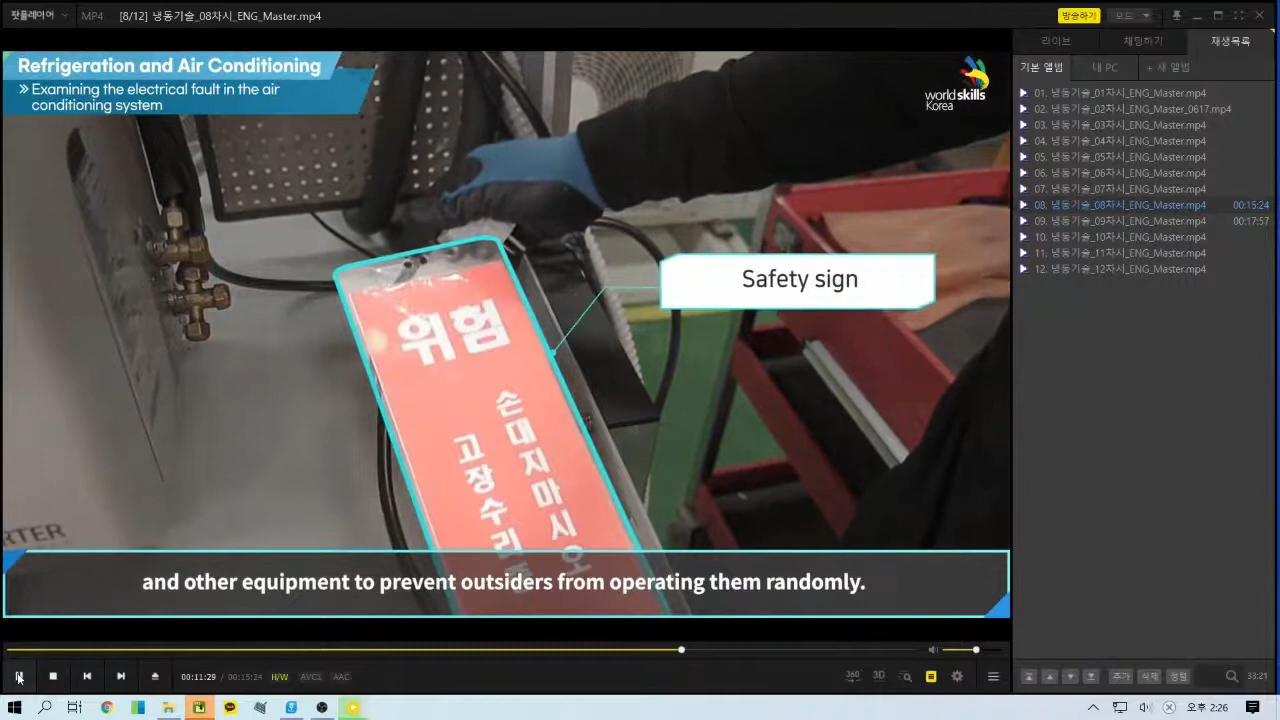 팟플레이어
MP4
[8/12] 냉동기술_08차시_ENG_Master.mp4
방송하기
모드
Refrigeration and Air Conditioning
» Examining the electrical fault in the air
conditioning system
worldskills
Korea
Safety sign
위험
손대지마시오
고장수리중
RTER
and other equipment to prevent outsiders from operating them randomly.
라이브
채팅하기
재생목록
기본 앨범
내 PC
+ 새 앨범
01. 냉동기술_01차시_ENG_Master.mp4
02. 냉동기술_02차시_ENG_Master_0617.mp4
03. 냉동기술_03차시_ENG_Master.mp4
04. 냉동기술_04차시_ENG_Master.mp4
05. 냉동기술_05차시_ENG_Master.mp4
06. 냉동기술_06차시_ENG_Master.mp4
07. 냉동기술_07차시_ENG_Master.mp4
08. 냉동기술_08차시_ENG_Master.mp4 00:15:24
09. 냉동기술_09차시_ENG_Master.mp4 00:17:57
10. 냉동기술_10차시_ENG_Master.mp4
11. 냉동기술_11차시_ENG_Master.mp4
12. 냉동기술_12차시_ENG_Master.mp4
00:11:29 / 00:15:24 H/W AVC1 AAC
360° 3D
추가 삭제 정렬
33:21
오후 2:26